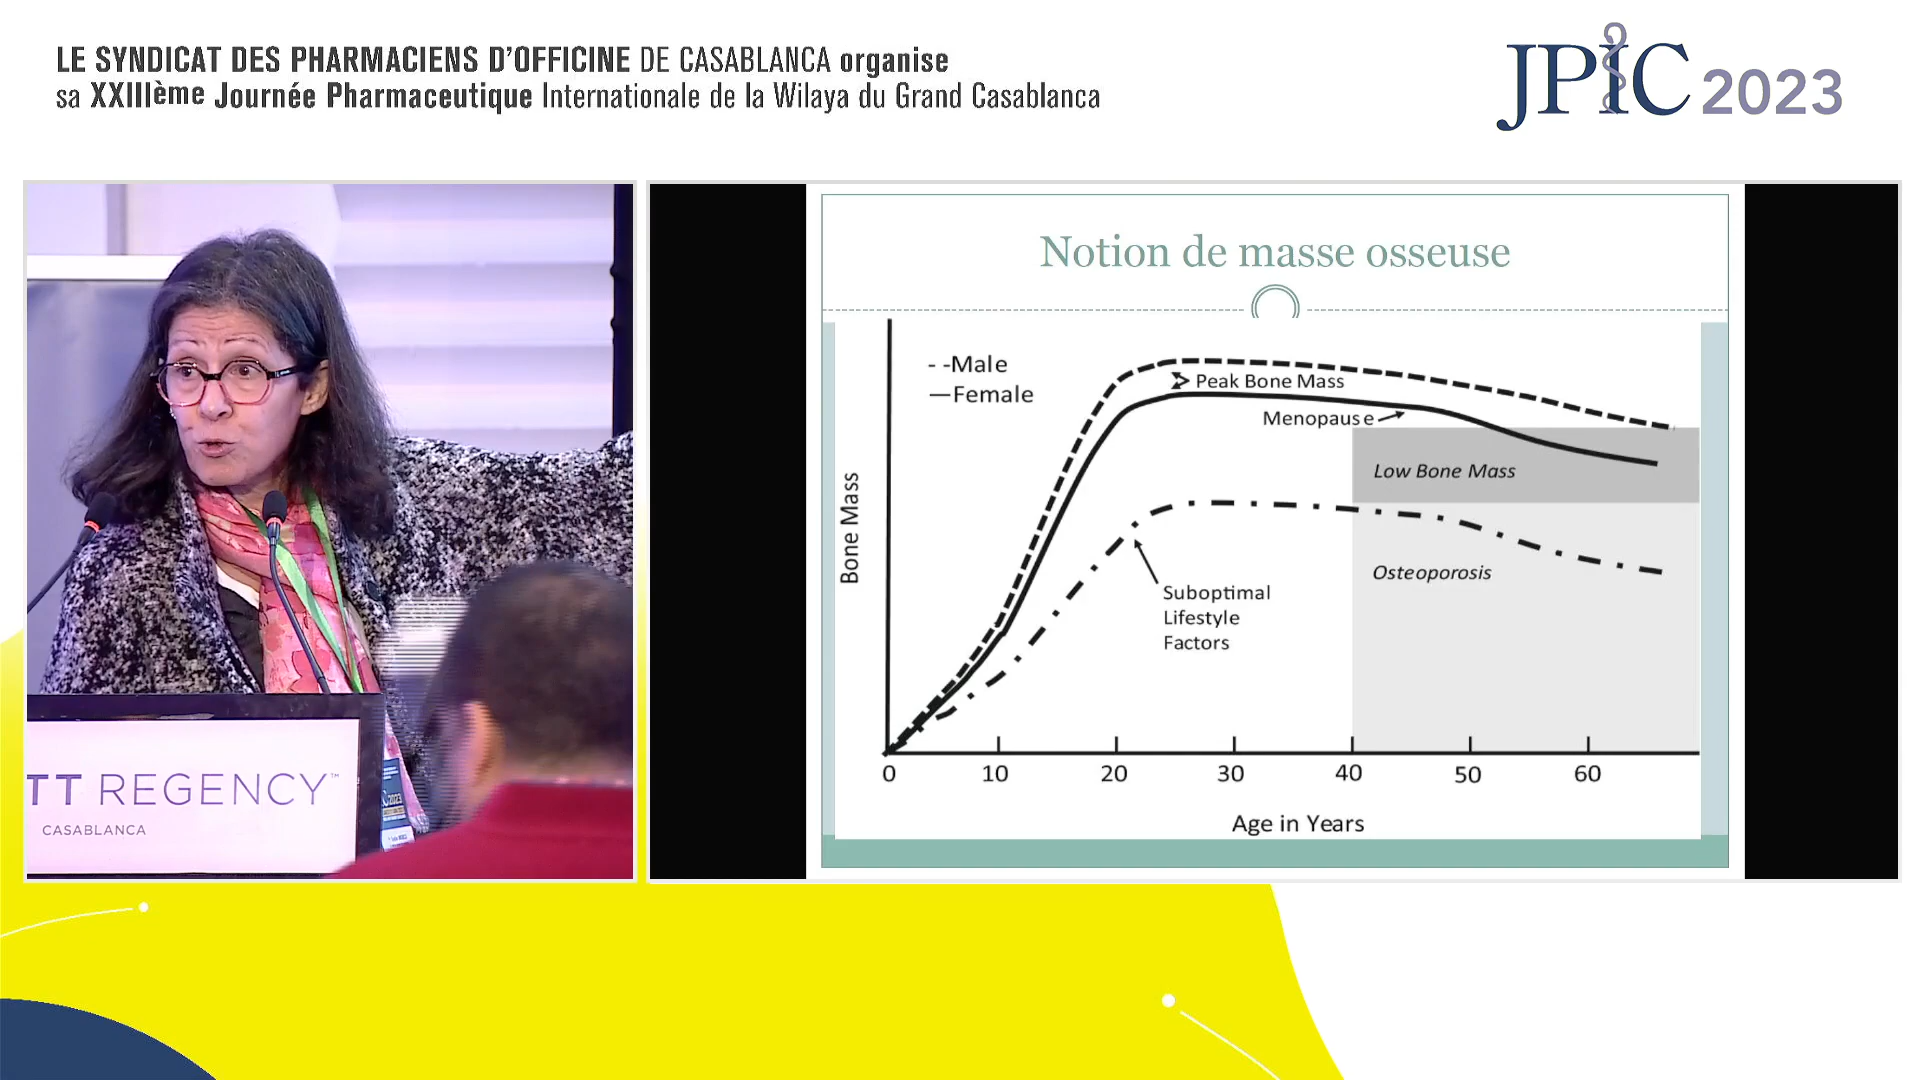 LE SYNDICAT DES PHARMACIENS D'OFFICINE DE CASABLANCA organise
sa XXIIIème Journée Pharmaceutique Internationale de la Wilaya du Grand Casablanca
JPIC 2023
TT REGENCY™
CASABLANCA
2023
Notion de masse osseuse
- -Male
—Female
Peak Bone Mass
Menopause
Low Bone Mass
Osteoporosis
Suboptimal
Lifestyle
Factors
Bone Mass
0 10 20 30 40 50 60
Age in Years